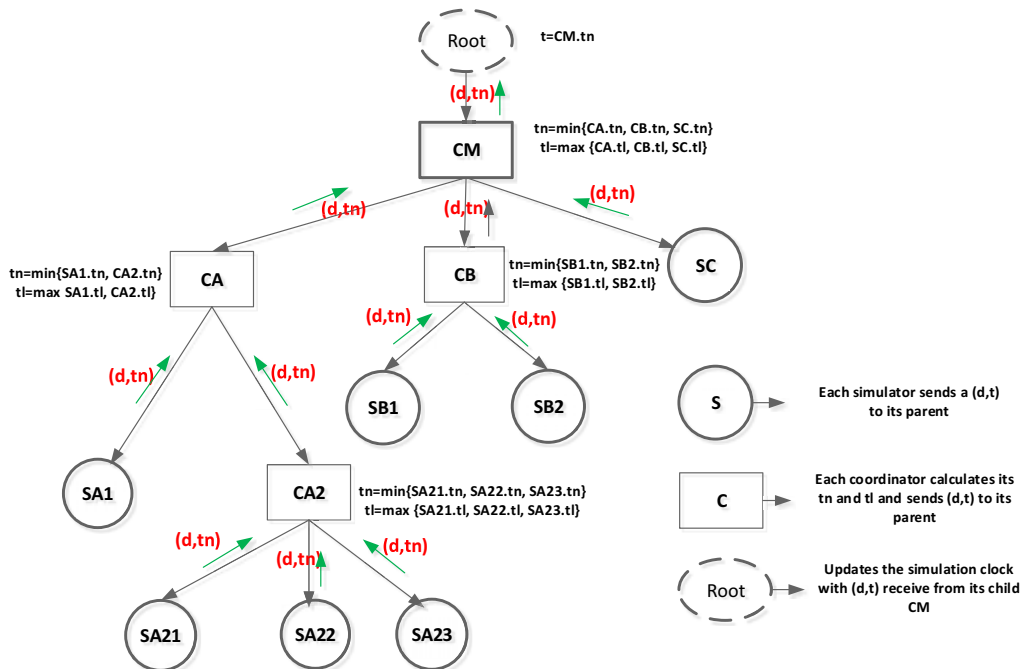 Root
t=CM.tn
(d,tn)
CM
tn=min{CA.tn, CB.tn, SC.tn}
tl=max {CA.tl, CB.tl, SC.tl}
(d,tn)
(d,tn)
(d,tn)
tn=min{SA1.tn, CA2.tn}
tl=max SA1.tl, CA2.tl}
CA
CB
tn=min{SB1.tn, SB2.tn}
tl=max {SB1.tl, SB2.tl}
SC
(d,tn)
(d,tn)
(d,tn)
(d,tn)
SB1
SB2
S
Each simulator sends a (d,t)
to its parent
SA1
CA2
tn=min{SA21.tn, SA22.tn, SA23.tn}
tl=max {SA21.tl, SA22.tl, SA23.tl}
C
Each coordinator calculates its
tn and tl and sends (d,t) to its
parent
(d,tn)
(d,tn)
(d,tn)
Root
Updates the simulation clock
with (d,t) receive from its child
CM
SA21
SA22
SA23